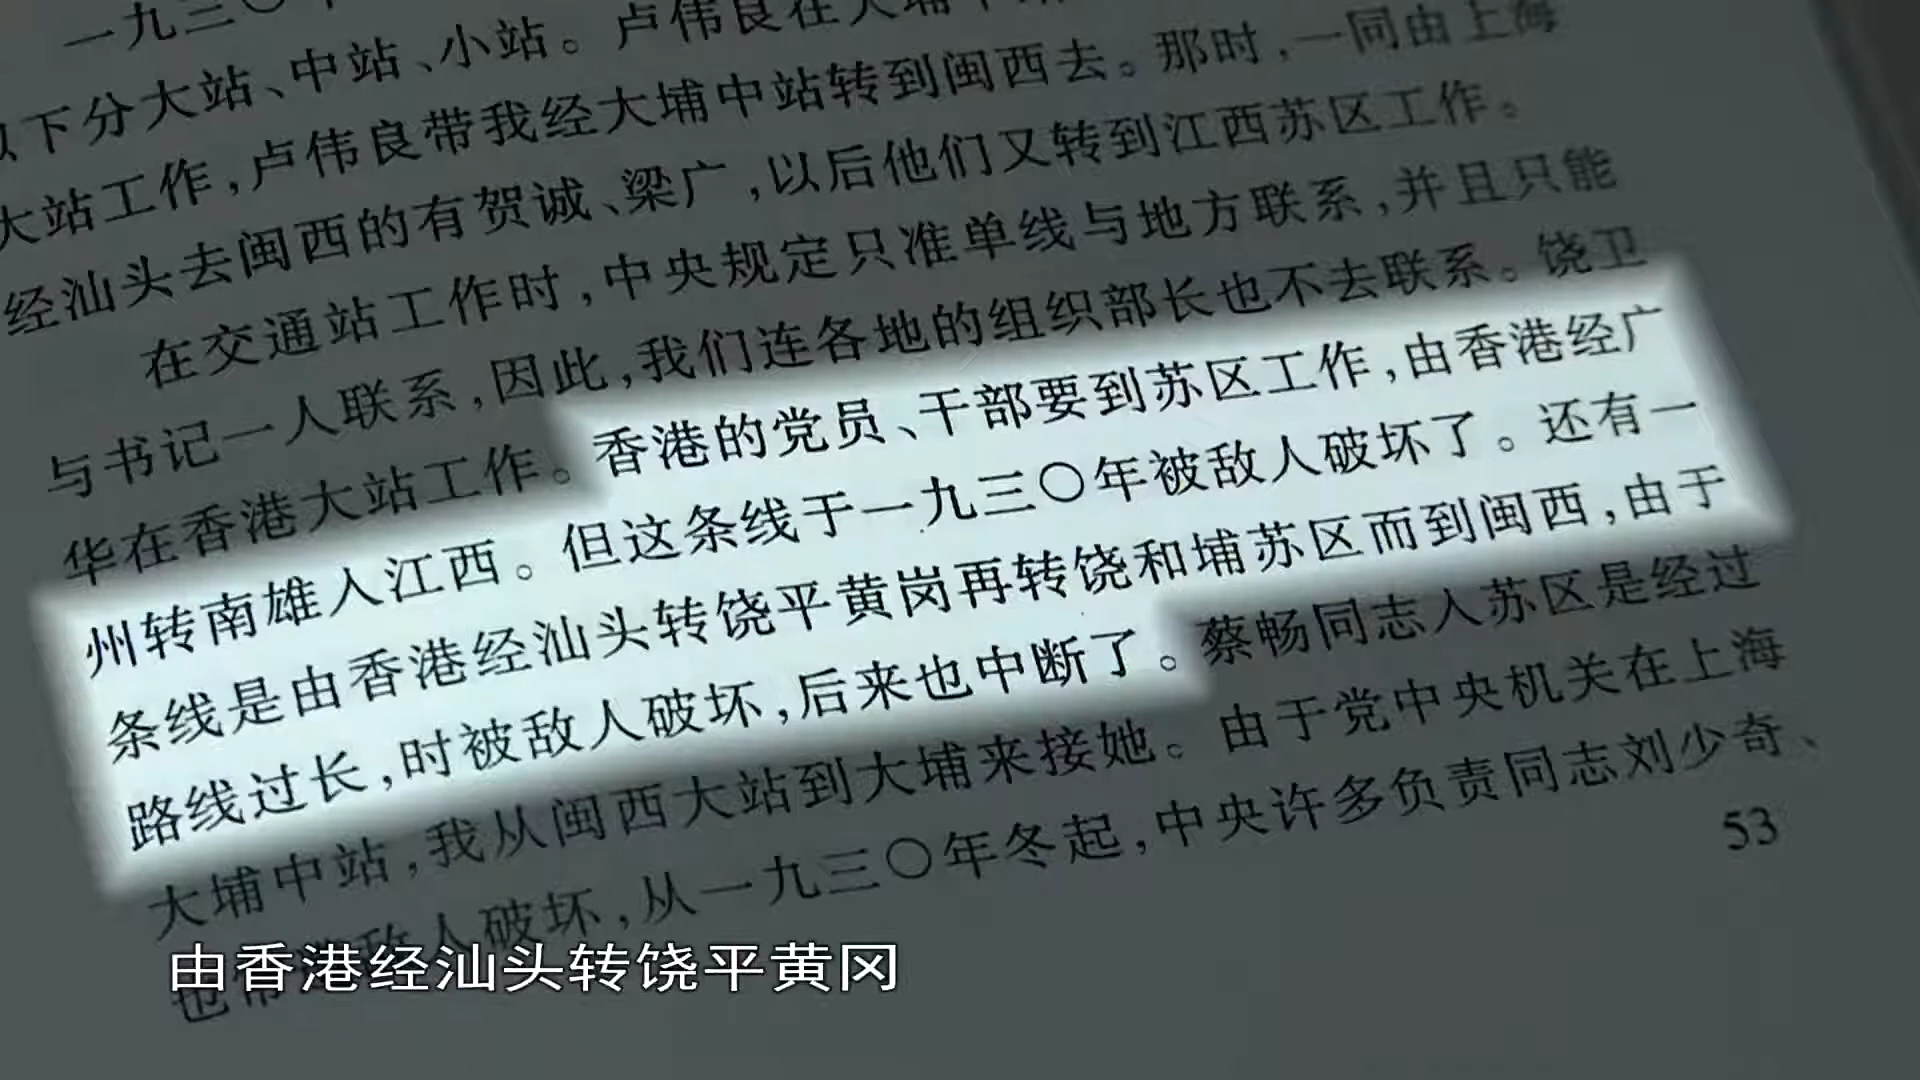 一九三〇年
以下分大站、中站、小站。卢伟良在大埔中站
大站工作,卢伟良带我经大埔中站转到闽西去。那时,一同由上海
经汕头去闽西的有贺诚、梁广,以后他们又转到江西苏区工作。
在交通站工作时,中央规定只准单线与地方联系,并且只能
与书记一人联系,因此,我们连各地的组织部长也不去联系。饶卫
华在香港大站工作。香港的党员、干部要到苏区工作,由香港经广
州转南雄入江西。但这条线于一九三〇年被敌人破坏了。还有一
条线是由香港经汕头转饶平黄岗再转饶和埔苏区而到闽西,由于
路线过长,时被敌人破坏,后来也中断了。蔡畅同志入苏区是经过
大埔中站,我从闽西大站到大埔来接她。由于党中央机关在上海
也常敌人破坏,从一九三〇年冬起,中央许多负责同志刘少奇、
53
由香港经汕头转饶平黄冈